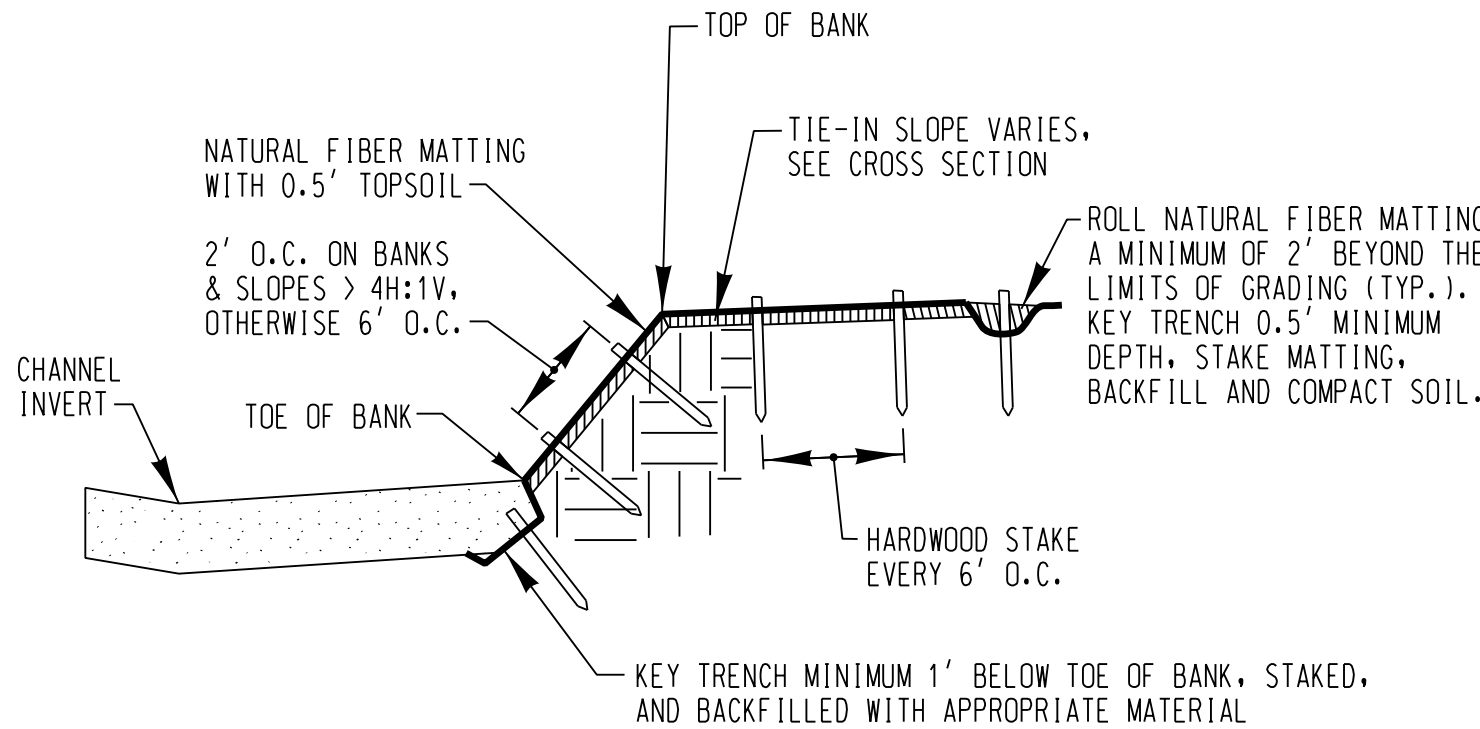 TOP OF BANK
TIE-IN SLOPE VARIES,
SEE CROSS SECTION
NATURAL FIBER MATTING
WITH 0.5' TOPSOIL
2' O.C. ON BANKS
& SLOPES > 4H:1V,
OTHERWISE 6' O.C.
ROLL NATURAL FIBER MATTING
A MINIMUM OF 2' BEYOND THE
LIMITS OF GRADING (TYP.).
KEY TRENCH 0.5' MINIMUM
DEPTH, STAKE MATTING,
BACKFILL AND COMPACT SOIL.
CHANNEL
INVERT
TOE OF BANK
HARDWOOD STAKE
EVERY 6' O.C.
KEY TRENCH MINIMUM 1' BELOW TOE OF BANK, STAKED,
AND BACKFILLED WITH APPROPRIATE MATERIAL